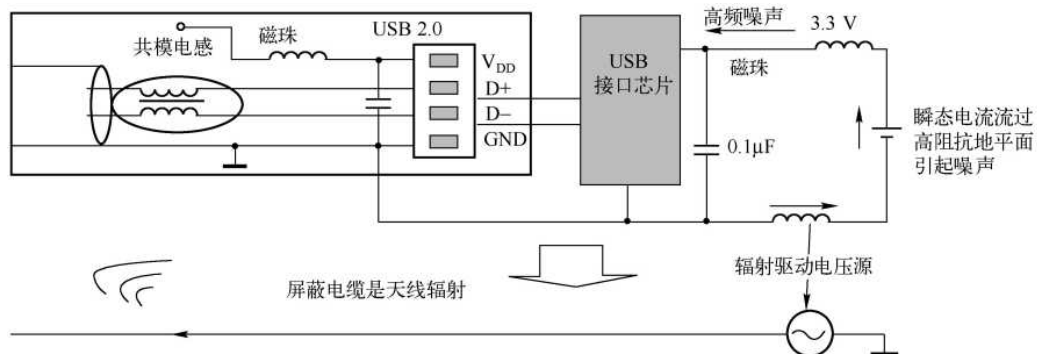 高频噪声
3.3 V
USB 2.0
磁珠
共模电感
V_DD
D+
D−
GND
USB
接口芯片
磁珠
0.1μF
瞬态电流流过
高阻抗地平面
引起噪声
辐射驱动电压源
屏蔽电缆是天线辐射